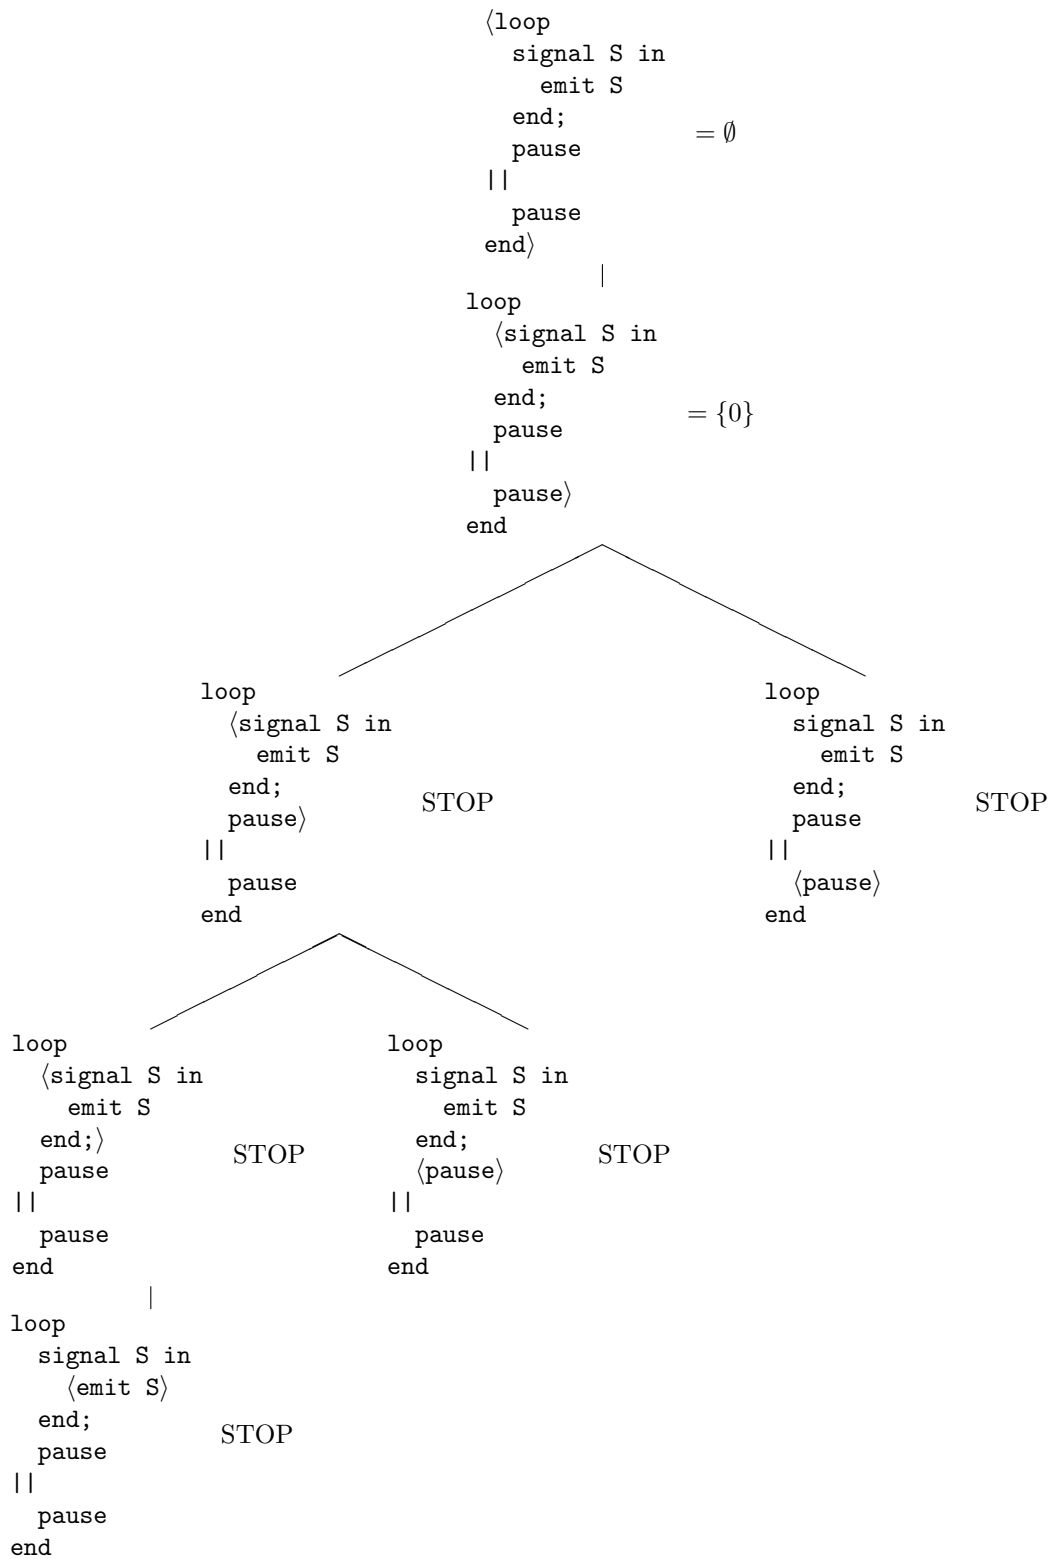 ⟨loop
signal S in
emit S
end;
= ∅
pause
||
pause
end⟩
loop
⟨signal S in
emit S
end;
= {0}
pause
||
pause⟩
end
loop
⟨signal S in
emit S
end;
STOP
pause⟩
||
pause
end
loop
signal S in
emit S
end;
STOP
pause
||
⟨pause⟩
end
loop
⟨signal S in
emit S
end;⟩
STOP
pause
||
pause
end
loop
signal S in
emit S
end;
STOP
⟨pause⟩
||
pause
end
loop
signal S in
⟨emit S⟩
end;
STOP
pause
||
pause
end